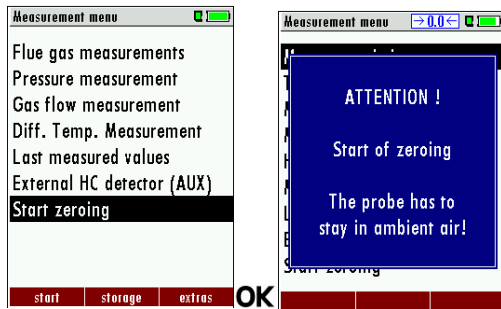 Measurement menu
Flue gas measurements
Pressure measurement
Gas flow measurement
Diff. Temp. Measurement
Last measured values
External HC detector (AUX)
Start zeroing
start storage extras
OK
Measurement menu →0.0←
ATTENTION !
Start of zeroing
The probe has to
stay in ambient air!